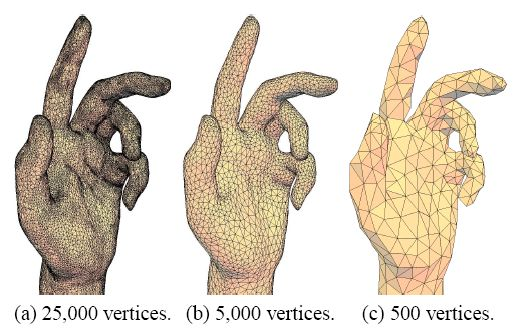 (a) 25,000 vertices. (b) 5,000 vertices. (c) 500 vertices.